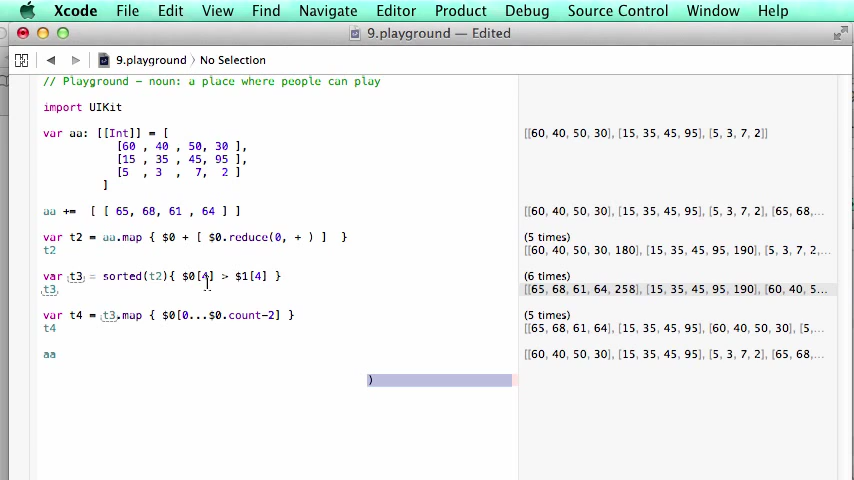 Xcode File Edit View Find Navigate Editor Product Debug Source Control Window Help
9.playground — Edited
9.playground 〉 No Selection
// Playground - noun: a place where people can play
import UIKit
var aa: [[Int]] = [ [[60, 40, 50, 30], [15, 35, 45, 95], [5, 3, 7, 2]]
[60 , 40 , 50, 30 ],
[15 , 35 , 45, 95 ],
[5 , 3 , 7, 2 ]
]
aa += [ [ 65, 68, 61 , 64 ] ] [[60, 40, 50, 30], [15, 35, 45, 95], [5, 3, 7, 2], [65, 68,...
var t2 = aa.map { $0 + [ $0.reduce(0, + ) ] } (5 times)
t2 [[60, 40, 50, 30, 180], [15, 35, 45, 95, 190], [5, 3, 7, 2,...
var t3 = sorted(t2){ $0[4] > $1[4] } (6 times)
t3 [[65, 68, 61, 64, 258], [15, 35, 45, 95, 190], [60, 40, 5...
var t4 = t3.map { $0[0...$0.count-2] } (5 times)
t4 [[65, 68, 61, 64], [15, 35, 45, 95], [60, 40, 50, 30], [5,...
aa [[60, 40, 50, 30], [15, 35, 45, 95], [5, 3, 7, 2], [65, 68,...
)